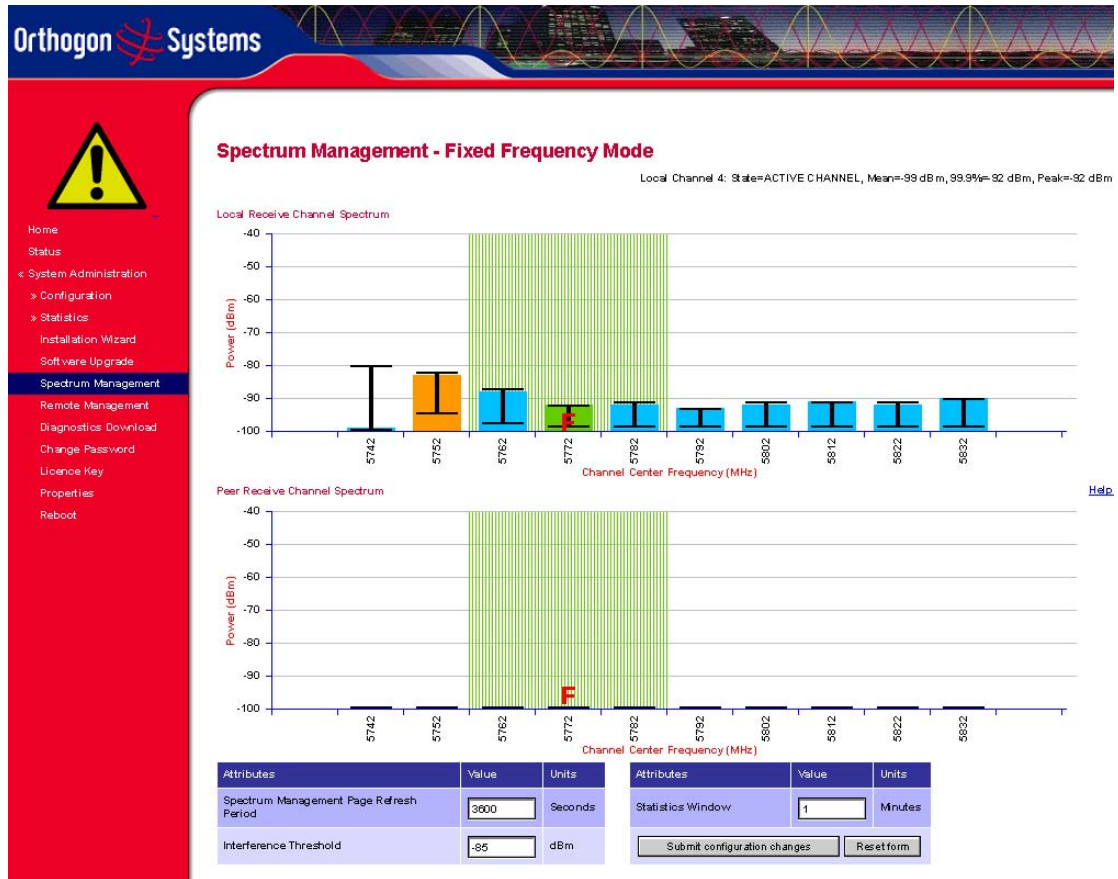 Orthogon Systems
Spectrum Management - Fixed Frequency Mode
Local Channel 4: State=ACTIVE CHANNEL, Mean=-99 dBm, 99.9%=-92 dBm, Peak=-92 dBm
Home
Status
« System Administration
» Configuration
» Statistics
Installation Wizard
Software Upgrade
Spectrum Management
Remote Management
Diagnostics Download
Change Password
Licence Key
Properties
Reboot
Local Receive Channel Spectrum
Power (dBm)
-40
-50
-60
-70
-80
-90
-100
F
5742 5752 5762 5772 5782 5792 5802 5812 5822 5832
Channel Center Frequency (MHz)
Peer Receive Channel Spectrum
Help
Power (dBm)
-40
-50
-60
-70
-80
-90
-100
F
5742 5752 5762 5772 5782 5792 5802 5812 5822 5832
Channel Center Frequency (MHz)
Attributes Value Units
Spectrum Management Page Refresh
Period
3600 Seconds
Interference Threshold -85 dBm
Attributes Value Units
Statistics Window 1 Minutes
Submit configuration changes Reset form